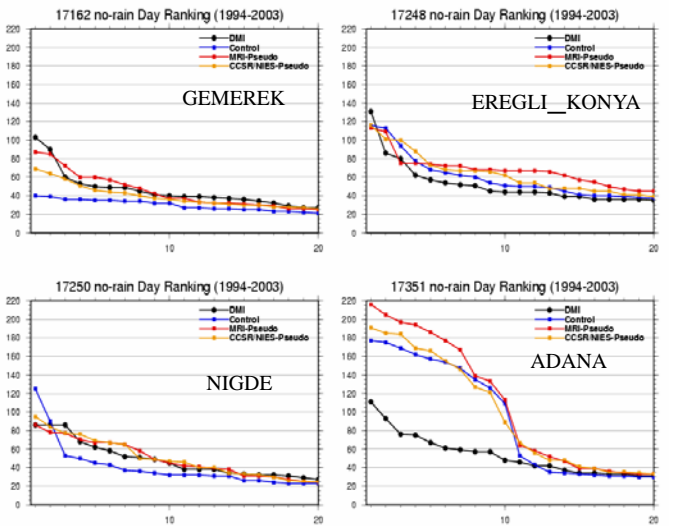 17162 no-rain Day Ranking (1994-2003)
220
200
180
160
140
120
100
80
60
40
20
0
DMI
Control
MRI-Pseudo
CCSR/NIES-Pseudo
GEMEREK
10
20
17248 no-rain Day Ranking (1994-2003)
220
200
180
160
140
120
100
80
60
40
20
0
DMI
Control
MRI-Pseudo
CCSR/NIES-Pseudo
EREGLI_KONYA
10
20
17250 no-rain Day Ranking (1994-2003)
220
200
180
160
140
120
100
80
60
40
20
0
DMI
Control
MRI-Pseudo
CCSR/NIES-Pseudo
NIGDE
10
20
17351 no-rain Day Ranking (1994-2003)
220
200
180
160
140
120
100
80
60
40
20
0
DMI
Control
MRI-Pseudo
CCSR/NIES-Pseudo
ADANA
10
20